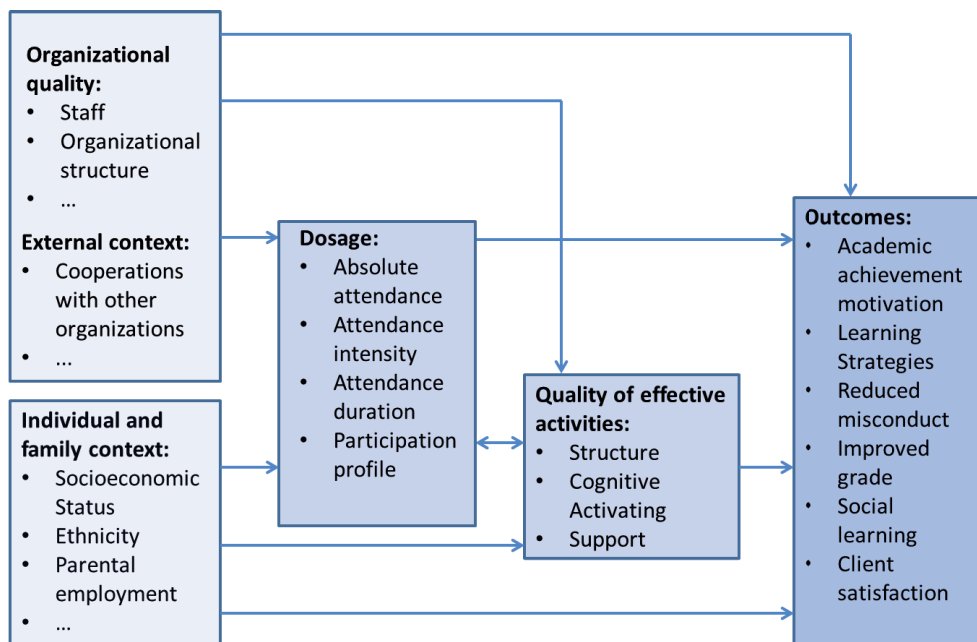 Organizational
quality:
• Staff
• Organizational
structure
• ...
External context:
• Cooperations
with other
organizations
• ...
Individual and
family context:
• Socioeconomic
Status
• Ethnicity
• Parental
employment
• ...
Dosage:
• Absolute
attendance
• Attendance
intensity
• Attendance
duration
• Participation
profile
Quality of effective
activities:
• Structure
• Cognitive
Activating
• Support
Outcomes:
• Academic
achievement
motivation
• Learning
Strategies
• Reduced
misconduct
• Improved
grade
• Social
learning
• Client
satisfaction